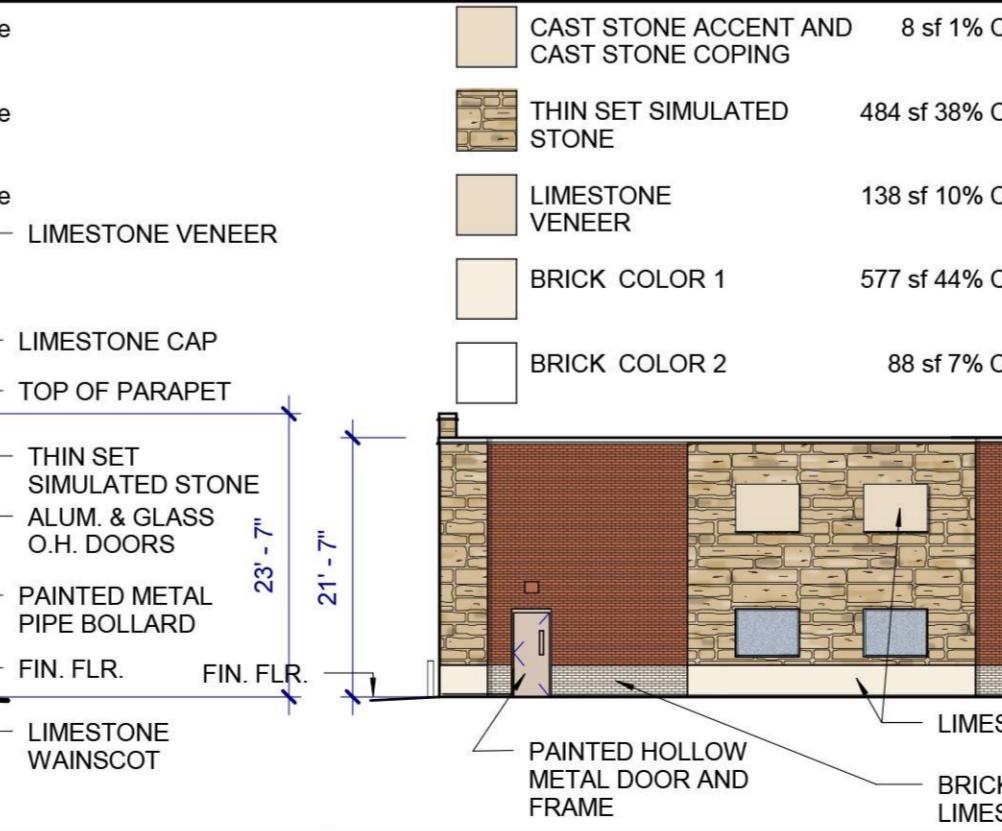 e
CAST STONE ACCENT AND
CAST STONE COPING
8 sf 1%
e
THIN SET SIMULATED
STONE
484 sf 38%
e
LIMESTONE
VENEER
138 sf 10%
LIMESTONE VENEER
BRICK COLOR 1
577 sf 44%
LIMESTONE CAP
BRICK COLOR 2
88 sf 7%
TOP OF PARAPET
THIN SET
SIMULATED STONE
ALUM. & GLASS
O.H. DOORS
23' - 7"
21' - 7"
PAINTED METAL
PIPE BOLLARD
FIN. FLR.
FIN. FLR.
LIMESTONE
WAINSCOT
PAINTED HOLLOW
METAL DOOR AND
FRAME
LIMES
BRICK
LIMES